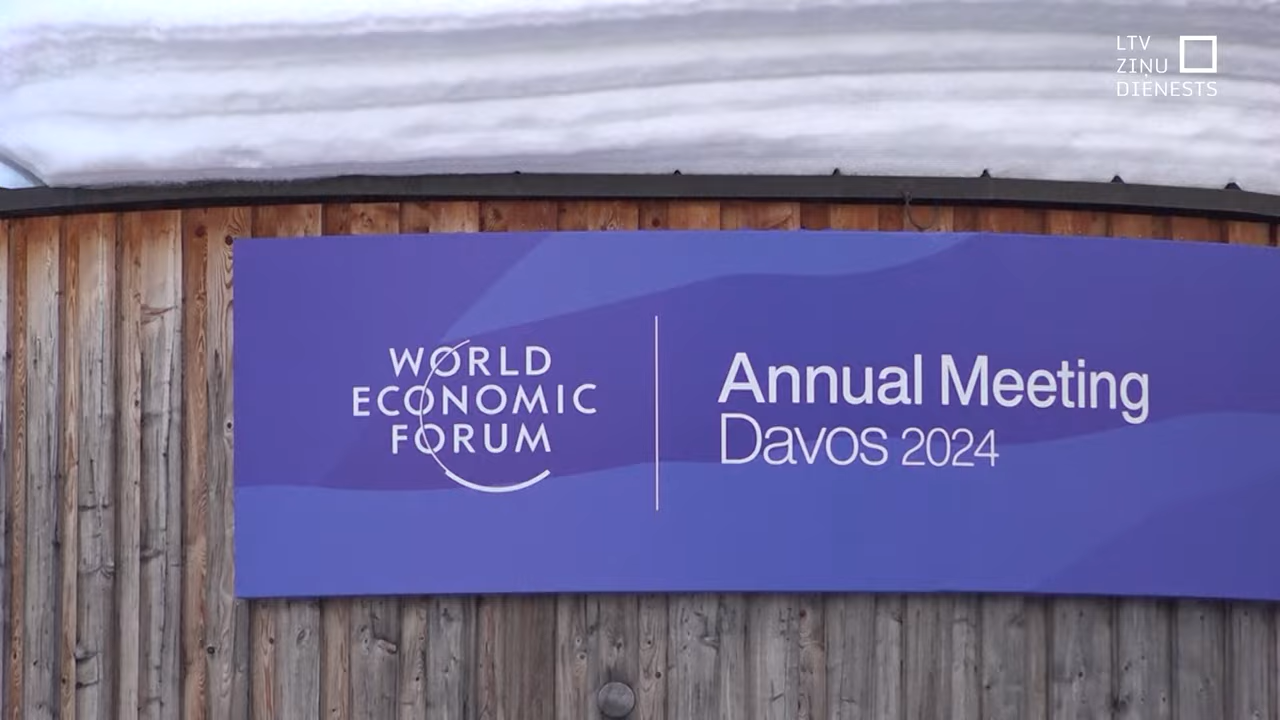 LTV
ZIŅU
DIENESTS
WORLD
ECONOMIC
FORUM
Annual Meeting
Davos 2024